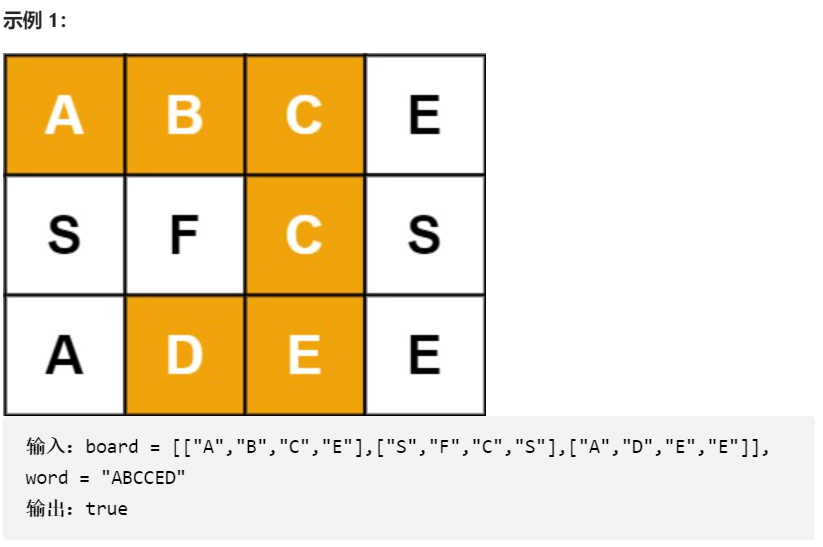 示例 1：
A B C E
S F C S
A D E E
输入：board = [["A","B","C","E"],["S","F","C","S"],["A","D","E","E"]],
word = "ABCCED"
输出：true